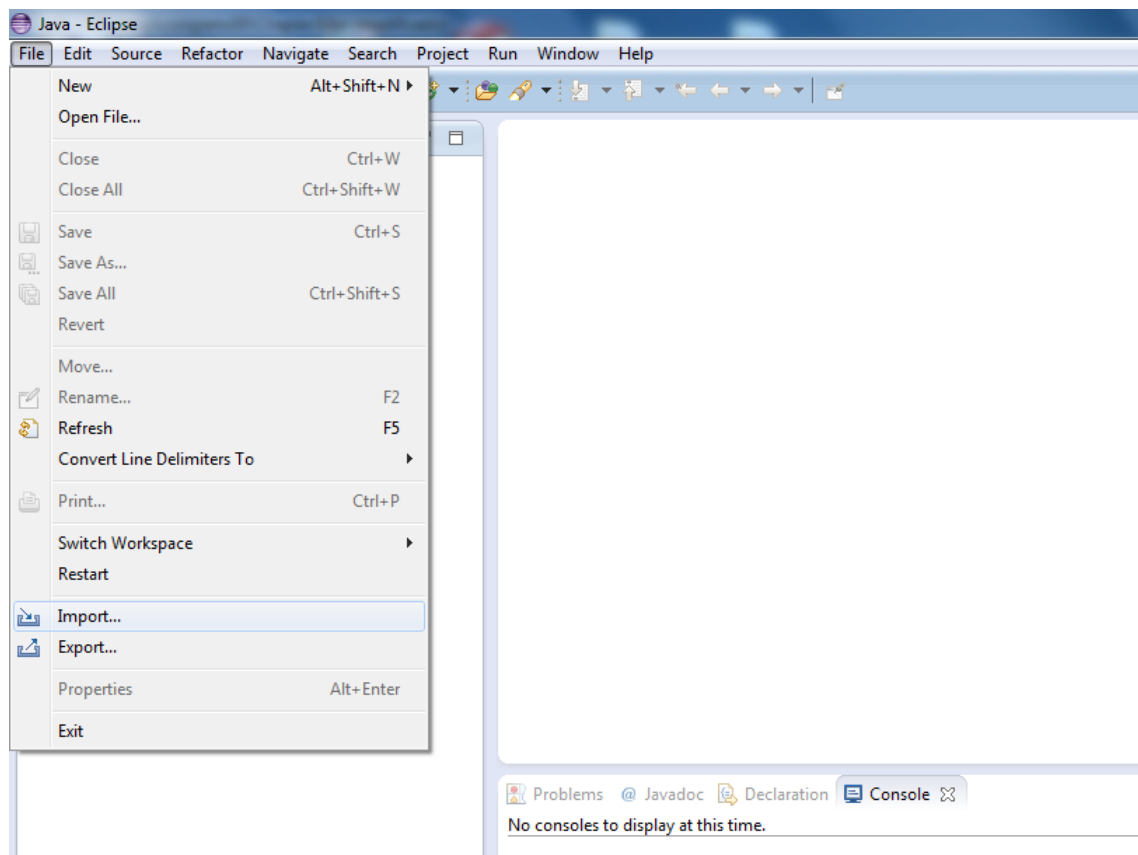 Java - Eclipse
File Edit Source Refactor Navigate Search Project Run Window Help
New Alt+Shift+N
Open File...
Close Ctrl+W
Close All Ctrl+Shift+W
Save Ctrl+S
Save As...
Save All Ctrl+Shift+S
Revert
Move...
Rename... F2
Refresh F5
Convert Line Delimiters To
Print... Ctrl+P
Switch Workspace
Restart
Import...
Export...
Properties Alt+Enter
Exit
Problems @ Javadoc Declaration Console
No consoles to display at this time.